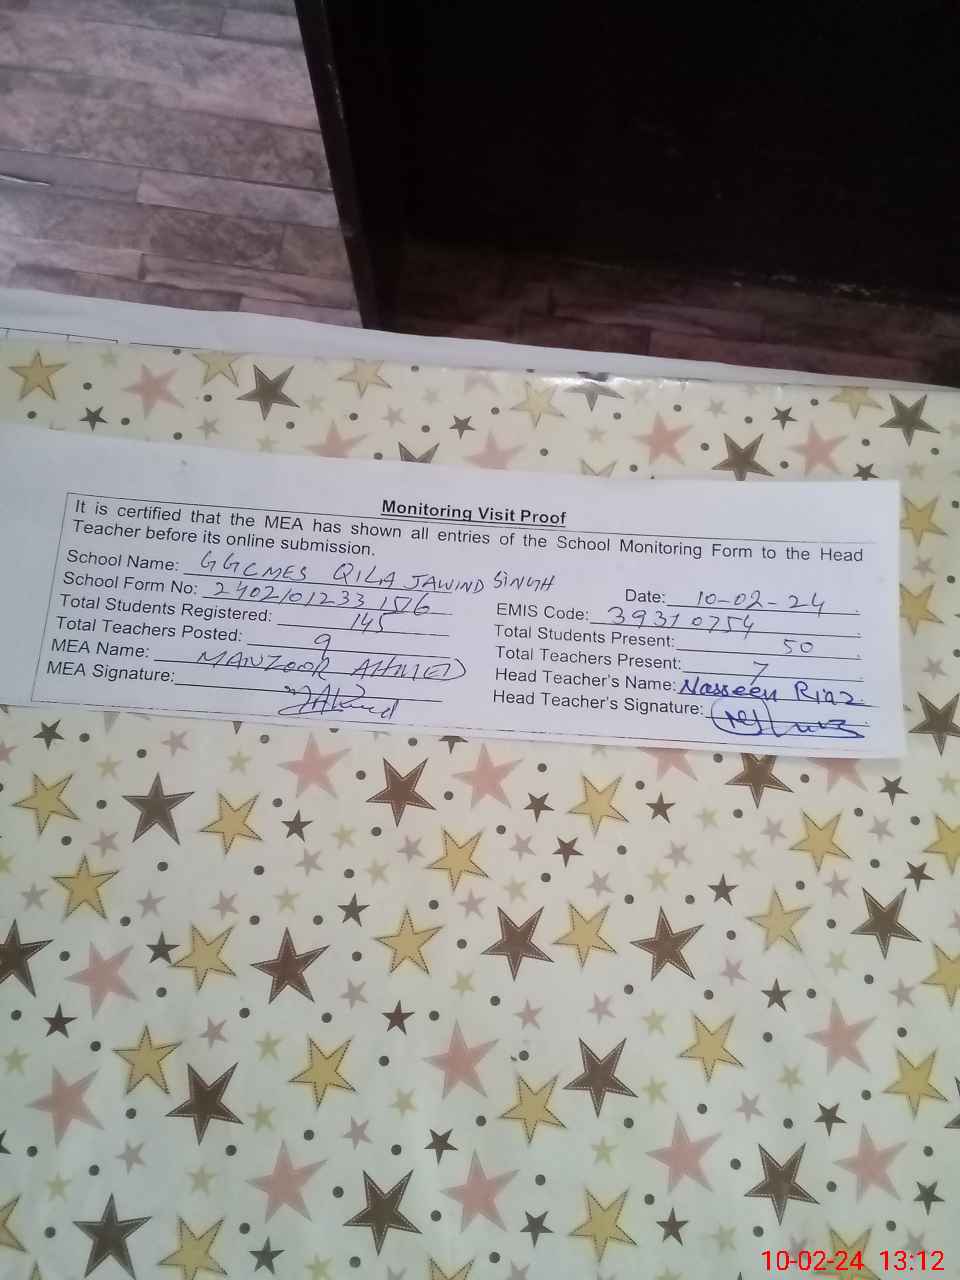 Monitoring Visit Proof
It is certified that the MEA has shown all entries of the School Monitoring Form to the Head
Teacher before its online submission.
School Name: GGCMES QILA JAWIND SINGH
Date: 10-02-24
School Form No: 2402/01233
EMIS Code: 39310754
Total Students Registered: 145
Total Students Present: 50
Total Teachers Posted: 9
Total Teachers Present: 7
MEA Name: MANZOOR AHMED
Head Teacher's Name: Nasseen Riaz
MEA Signature:
Head Teacher's Signature:
10-02-24 13:12